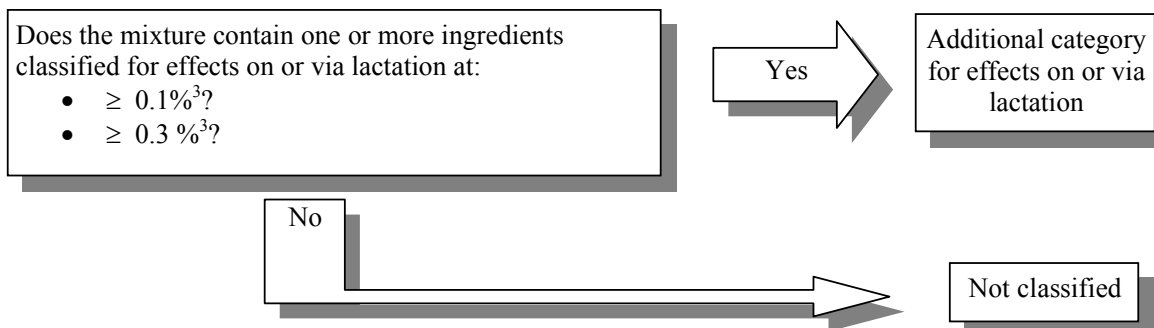 Does the mixture contain one or more ingredients
classified for effects on or via lactation at:
• ≥ 0.1%³?
• ≥ 0.3 %³?
Yes
Additional category
for effects on or via
lactation
No
Not classified